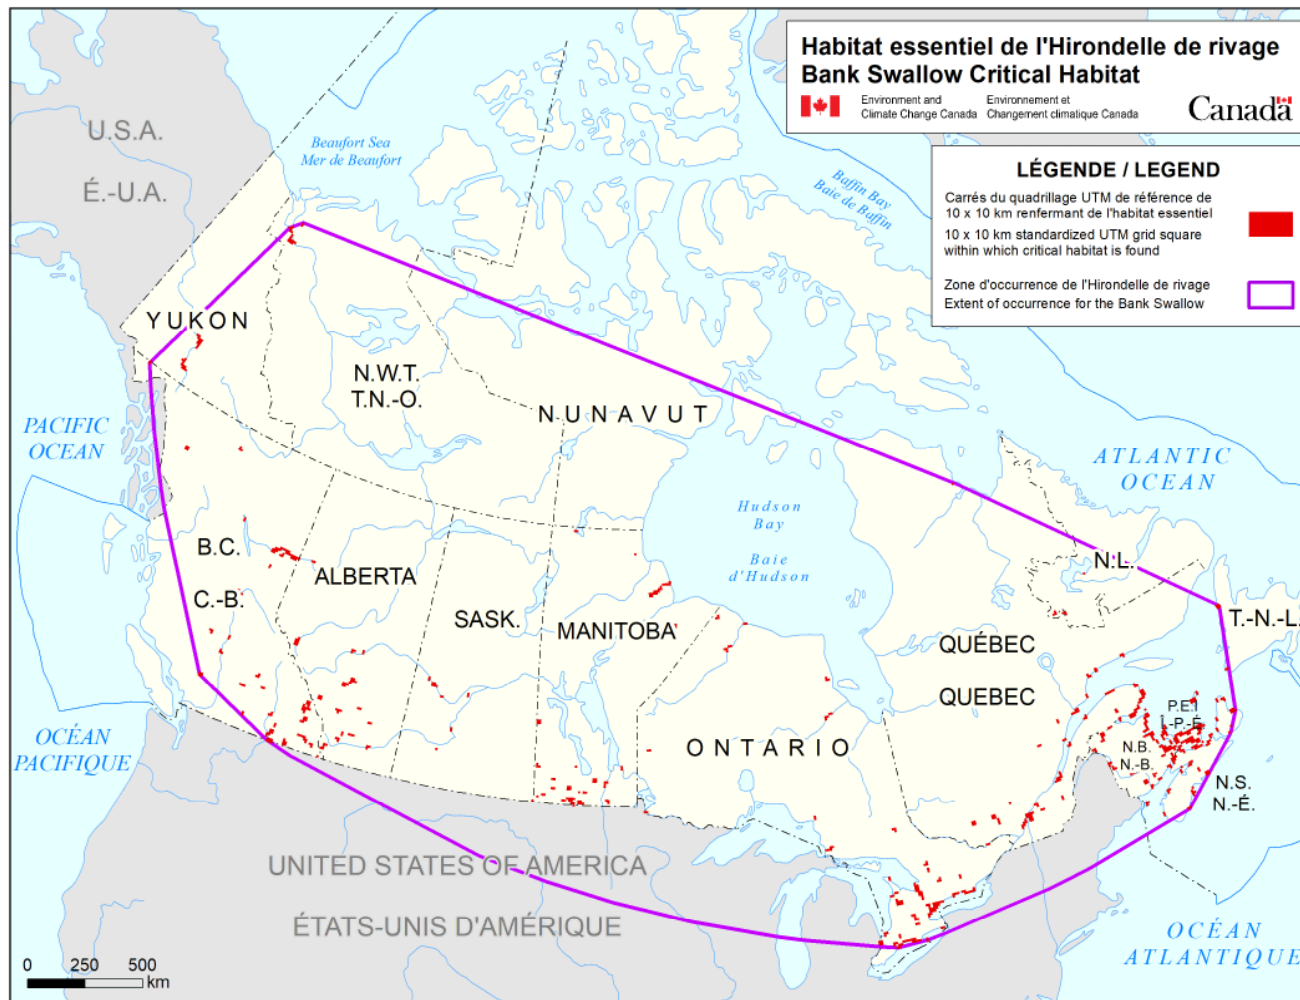 Habitat essentiel de l'Hirondelle de rivage
Bank Swallow Critical Habitat
Environment and
Climate Change Canada
Environnement et
Changement climatique Canada
Canada
LÉGENDE / LEGEND
Carrés du quadrillage UTM de référence de
10 x 10 km renfermant de l'habitat essentiel
10 x 10 km standardized UTM grid square
within which critical habitat is found
Zone d'occurrence de l'Hirondelle de rivage
Extent of occurrence for the Bank Swallow
U.S.A.
É.-U.A.
Beaufort Sea
Mer de Beaufort
Baffin Bay
Baie de Baffin
YUKON
N.W.T.
T.N.-O.
NUNAVUT
PACIFIC
OCEAN
ATLANTIC
OCEAN
Hudson
Bay
Baie
d'Hudson
B.C.
C.-B.
ALBERTA
SASK.
MANITOBA
N.L.
T.-N.-L.
QUÉBEC
QUEBEC
ONTARIO
P.E.I
Î.-P.-É
N.B.
N.-B.
N.S.
N.-É.
OCÉAN
PACIFIQUE
UNITED STATES OF AMERICA
ÉTATS-UNIS D'AMÉRIQUE
OCÉAN
ATLANTIQUE
0 250 500
km